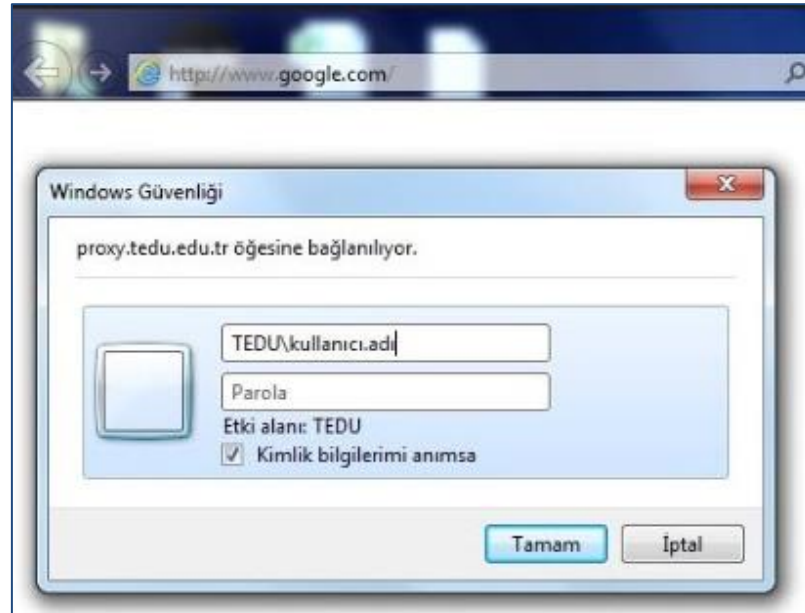 http://www.google.com/
Windows Güvenliği
proxy.tedu.edu.tr öğesine bağlanılıyor.
TEDU\kullanıcı.adı
Parola
Etki alanı: TEDU
Kimlik bilgilerimi anımsa
Tamam
İptal